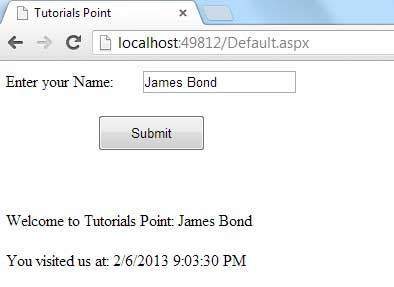 Tutorials Point
localhost:49812/Default.aspx
Enter your Name: James Bond
Submit
Welcome to Tutorials Point: James Bond
You visited us at: 2/6/2013 9:03:30 PM